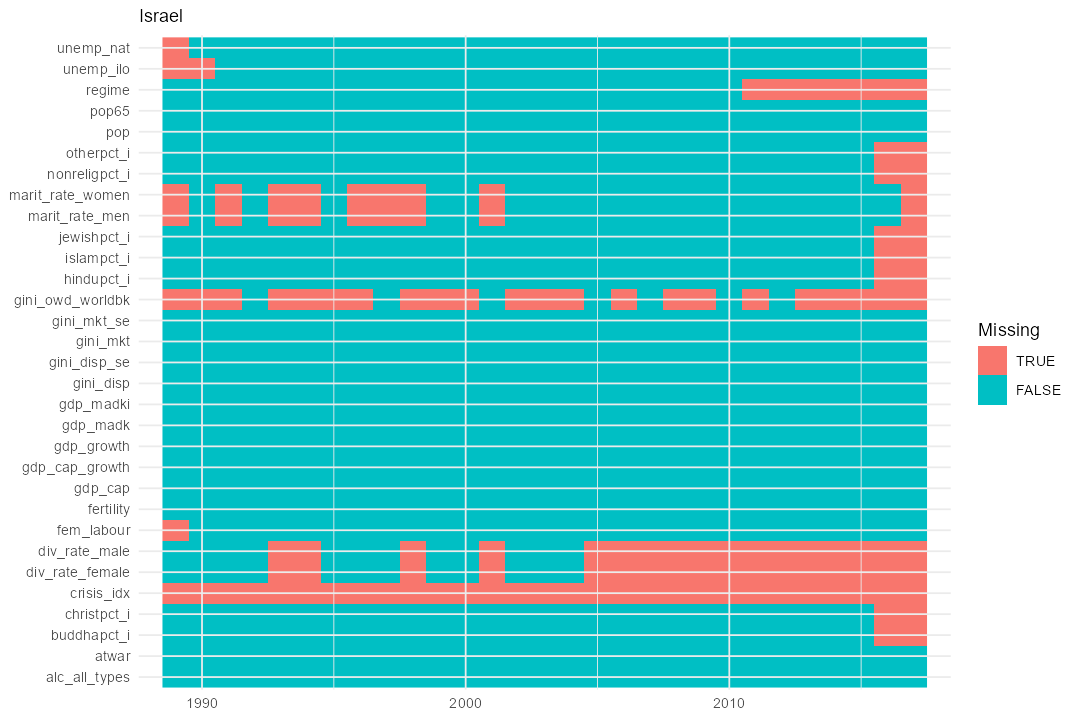 Israel
unemp_nat
unemp_ilo
regime
pop65
pop
otherpct_i
nonreligpct_i
marit_rate_women
marit_rate_men
jewishpct_i
islampct_i
hindupct_i
gini_owd_worldbk
gini_mkt_se
gini_mkt
gini_disp_se
gini_disp
gdp_madki
gdp_madk
gdp_growth
gdp_cap_growth
gdp_cap
fertility
fem_labour
div_rate_male
div_rate_female
crisis_idx
christpct_i
buddhapct_i
atwar
alc_all_types
1990
2000
2010
Missing
TRUE
FALSE